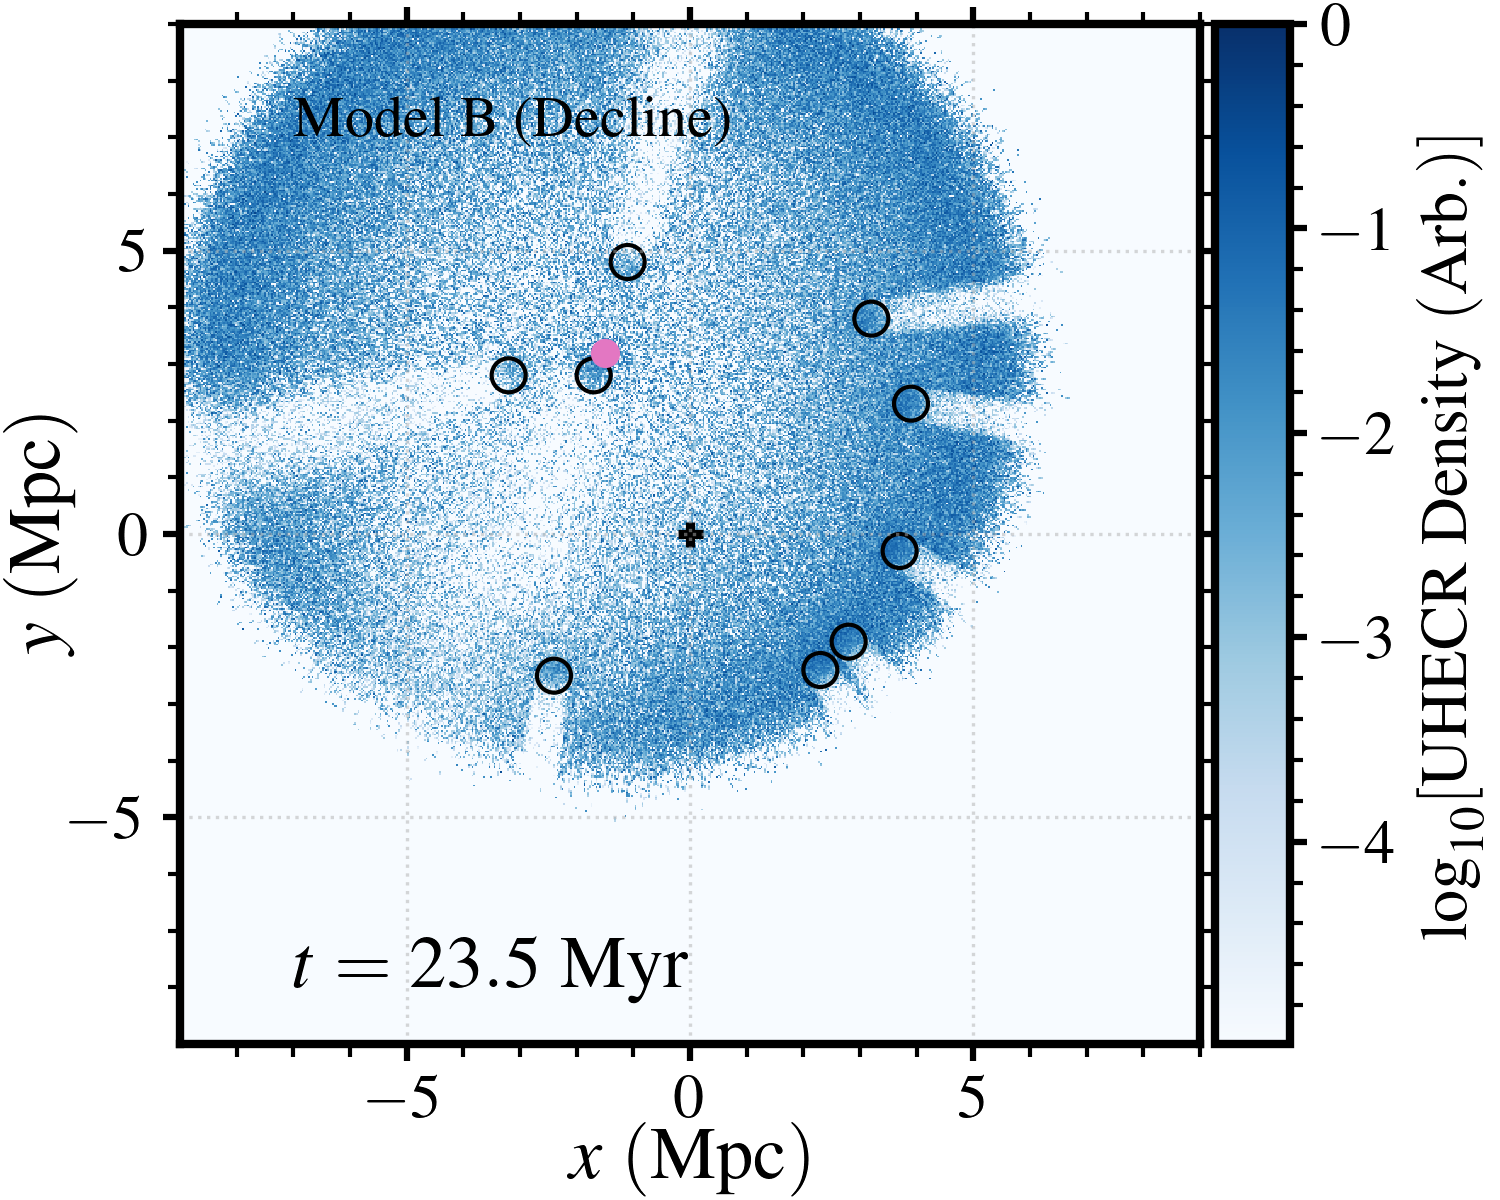 Model B (Decline)
t = 23.5 Myr
5
0
−5
y (Mpc)
−5
0
5
x (Mpc)
0
−1
−2
−3
−4
log₁₀[UHECR Density (Arb.)]